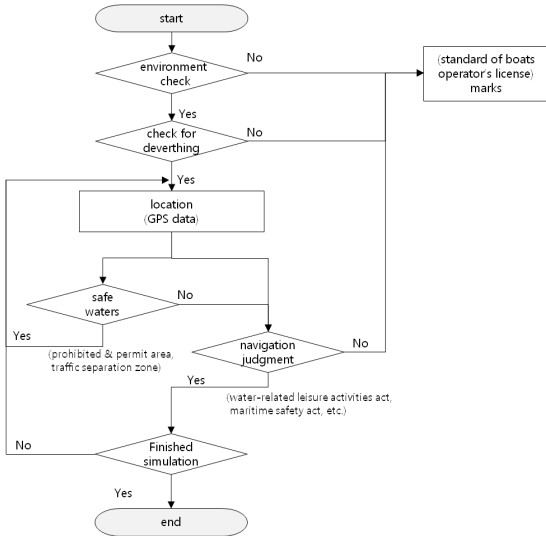 start
No
environment
check
(standard of boats
operator's license)
marks
Yes
check for
deverthing
No
Yes
location
(GPS data)
safe
waters
No
Yes
navigation
judgment
No
(prohibited & permit area,
traffic separation zone)
Yes
(water-related leisure activities act,
maritime safety act, etc.)
No
Finished
simulation
Yes
end